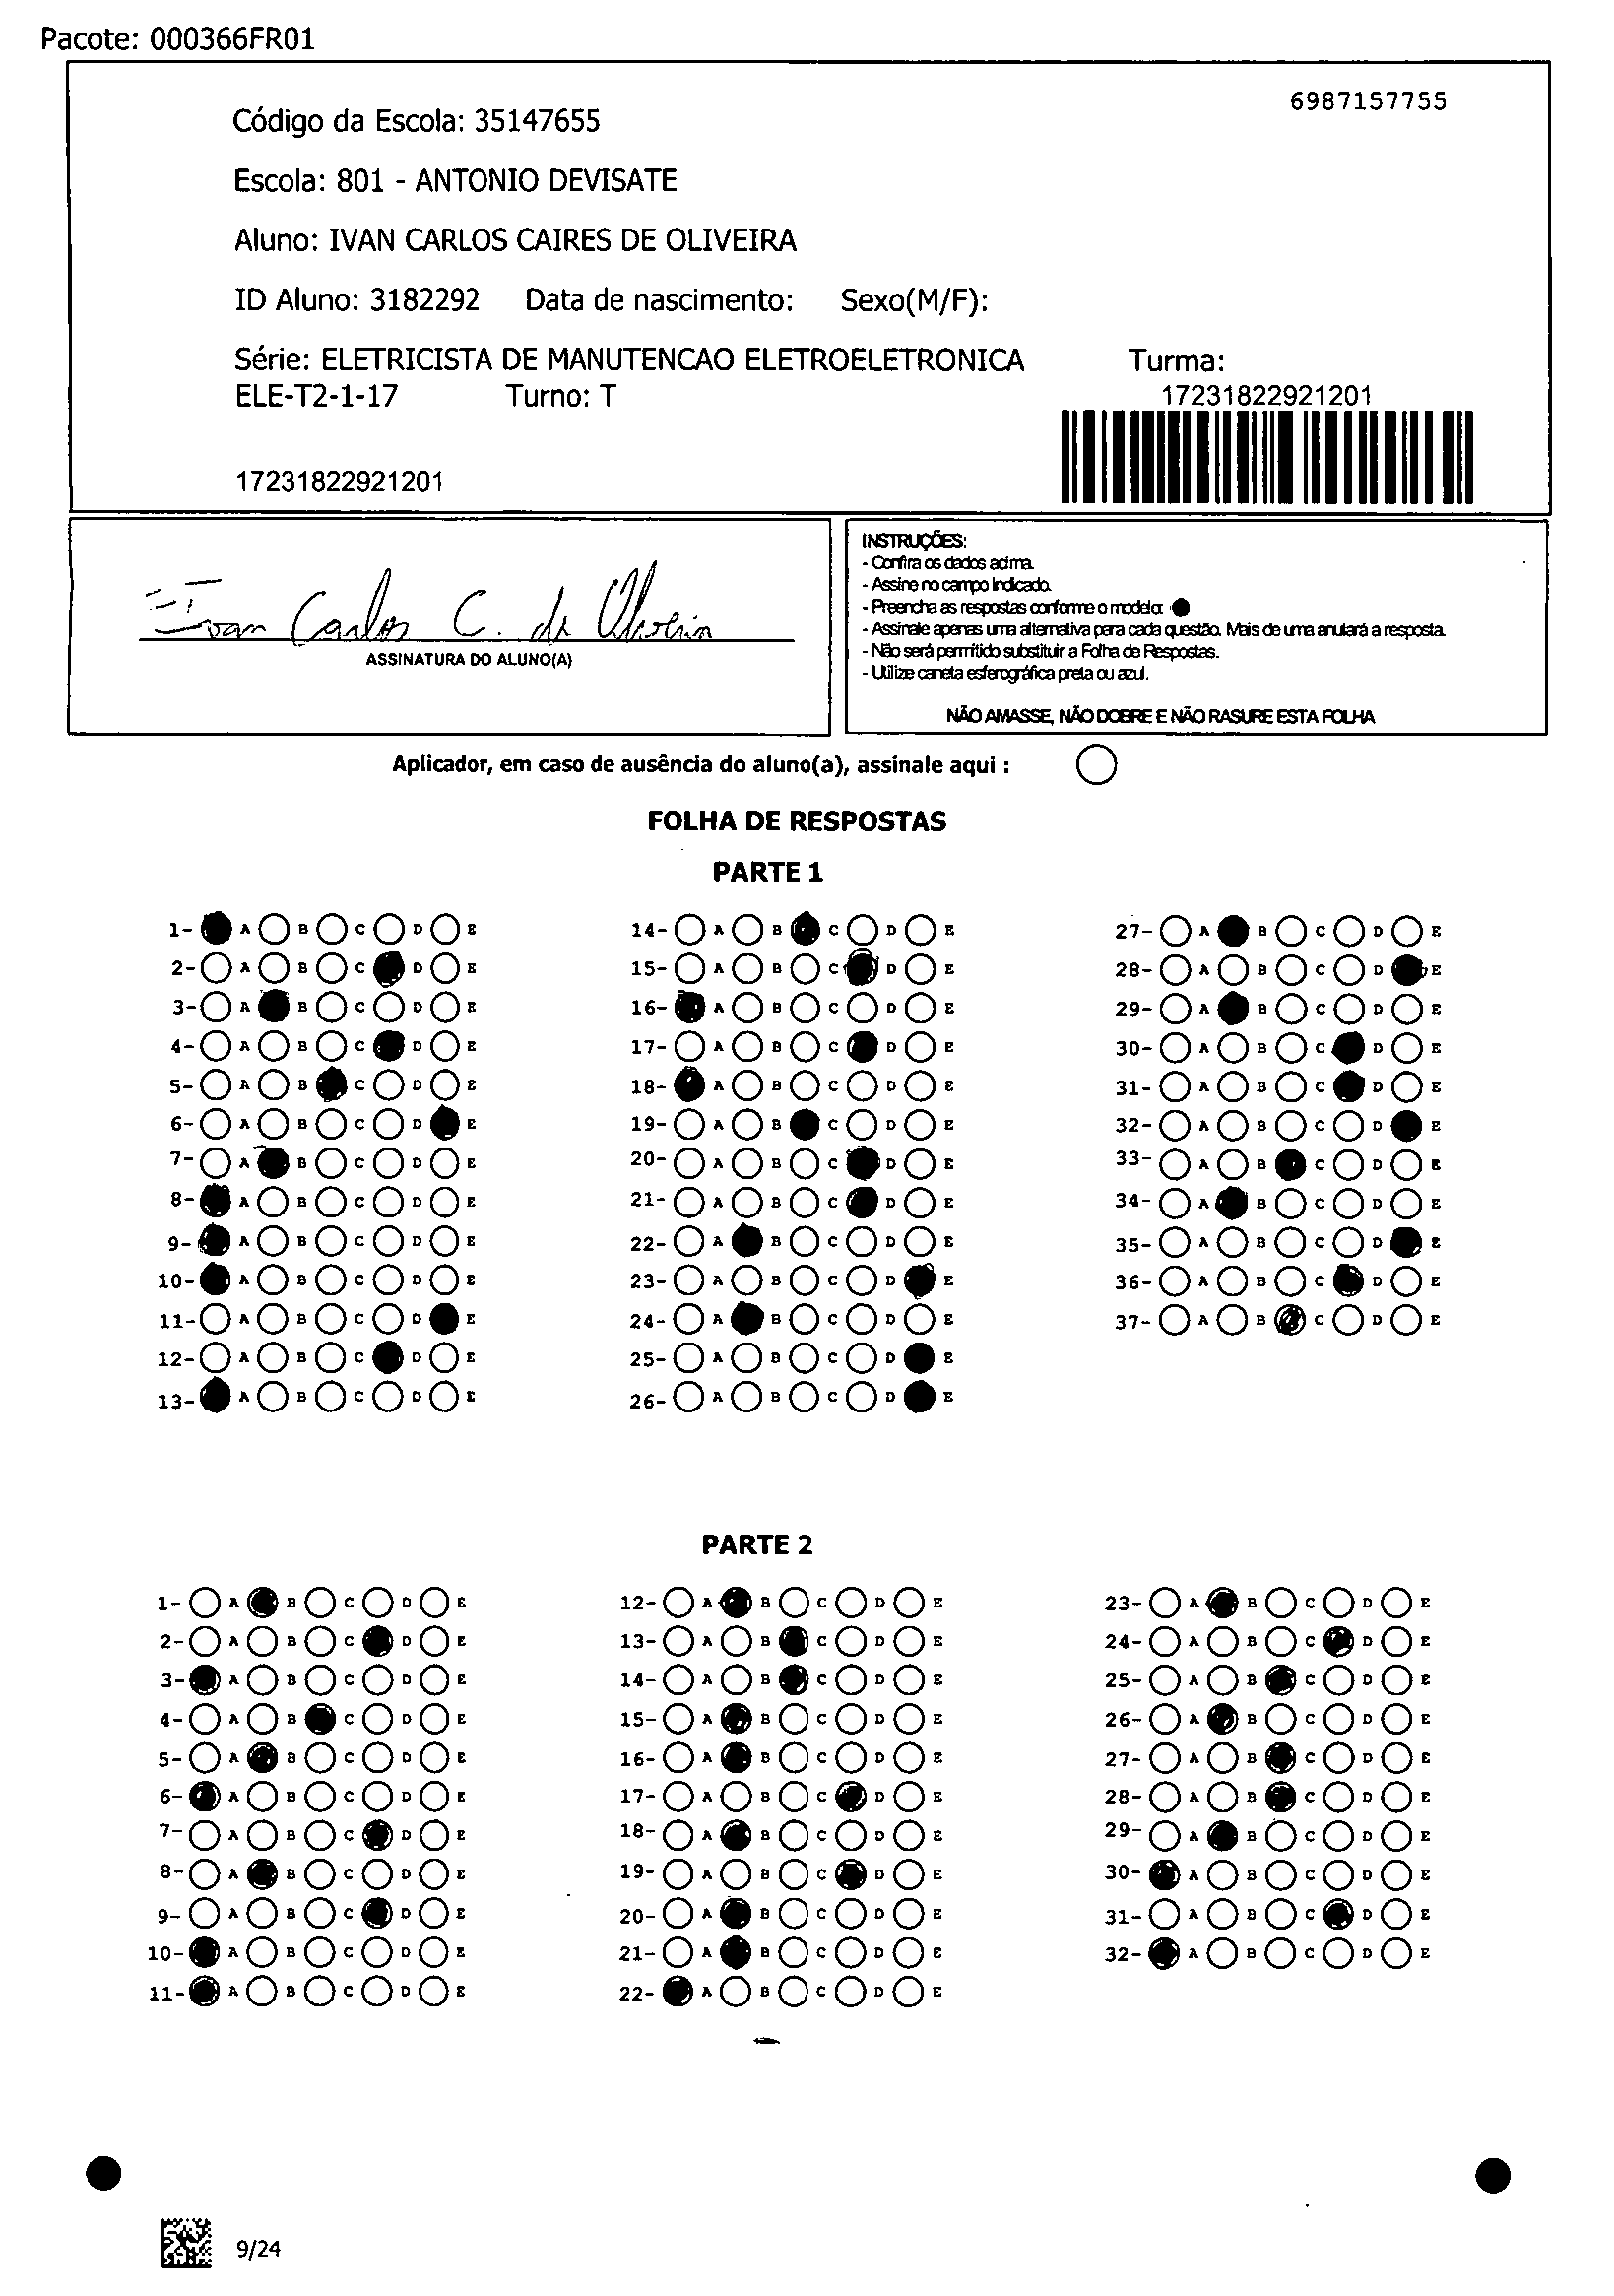 Pacote: 000366FR01
6987157755
Código da Escola: 35147655
Escola: 801 - ANTONIO DEVISATE
Aluno: IVAN CARLOS CAIRES DE OLIVEIRA
ID Aluno: 3182292 Data de nascimento: Sexo(M/F):
Série: ELETRICISTA DE MANUTENCAO ELETROELETRONICA Turma:
ELE-T2-1-17 Turno: T
17231822921201
17231822921201
Ivan Carlos C. de Oliveira
ASSINATURA DO ALUNO(A)
INSTRUÇÕES:
- Confira os dados acima.
- Assine no campo indicado.
- Preencha as respostas conforme o modelo:
- Assinale apenas uma alternativa para cada questão. Mais de uma anulará a resposta.
- Não será permitido substituir a Folha de Respostas.
- Utilize caneta esferográfica preta ou azul.
NÃO AMASSE, NÃO DOBRE E NÃO RASURE ESTA FOLHA
Aplicador, em caso de ausência do aluno(a), assinale aqui :
FOLHA DE RESPOSTAS
PARTE 1
1- A B C D E 14- A B C D E 27- A B C D E
2- A B C D E 15- A B C D E 28- A B C D E
3- A B C D E 16- A B C D E 29- A B C D E
4- A B C D E 17- A B C D E 30- A B C D E
5- A B C D E 18- A B C D E 31- A B C D E
6- A B C D E 19- A B C D E 32- A B C D E
7- A B C D E 20- A B C D E 33- A B C D E
8- A B C D E 21- A B C D E 34- A B C D E
9- A B C D E 22- A B C D E 35- A B C D E
10- A B C D E 23- A B C D E 36- A B C D E
11- A B C D E 24- A B C D E 37- A B C D E
12- A B C D E 25- A B C D E
13- A B C D E 26- A B C D E
PARTE 2
1- A B C D E 12- A B C D E 23- A B C D E
2- A B C D E 13- A B C D E 24- A B C D E
3- A B C D E 14- A B C D E 25- A B C D E
4- A B C D E 15- A B C D E 26- A B C D E
5- A B C D E 16- A B C D E 27- A B C D E
6- A B C D E 17- A B C D E 28- A B C D E
7- A B C D E 18- A B C D E 29- A B C D E
8- A B C D E 19- A B C D E 30- A B C D E
9- A B C D E 20- A B C D E 31- A B C D E
10- A B C D E 21- A B C D E 32- A B C D E
11- A B C D E 22- A B C D E
9/24